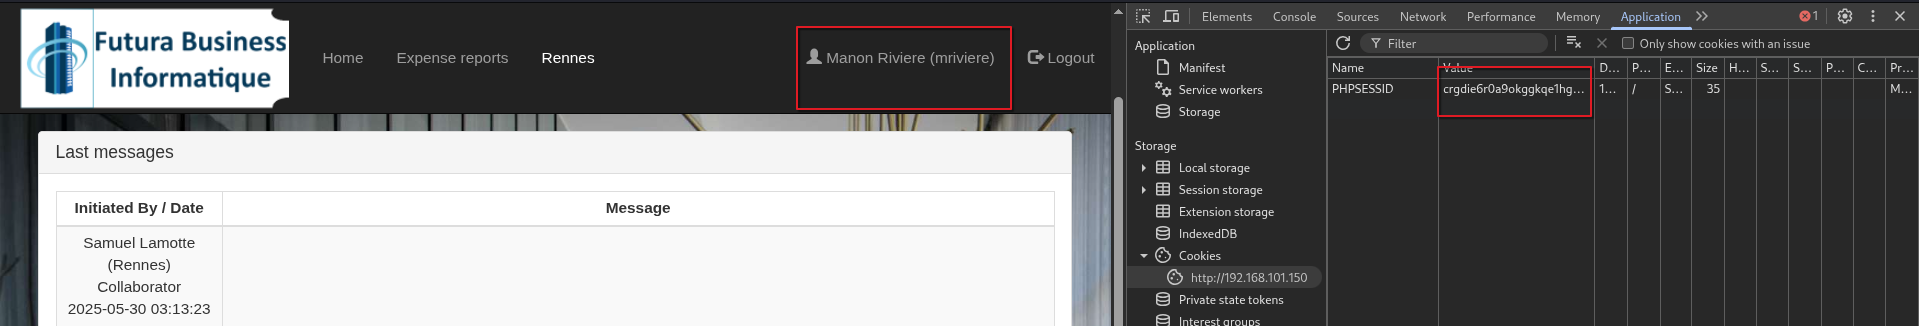 Futura Business
Informatique
Home
Expense reports
Rennes
Manon Riviere (mriviere)
Logout
Last messages
Initiated By / Date
Message
Samuel Lamotte
(Rennes)
Collaborator
2025-05-30 03:13:23
Elements
Console
Sources
Network
Performance
Memory
Application
1
Application
Manifest
Service workers
Storage
Storage
Local storage
Session storage
Extension storage
IndexedDB
Cookies
http://192.168.101.150
Private state tokens
Interest groups
Filter
Only show cookies with an issue
Name
Value
D...
P...
E...
Size
H...
S...
S...
P...
C...
Pr...
PHPSESSID
crgdie6r0a9okggkqe1hg...
1...
/
S...
35
M...